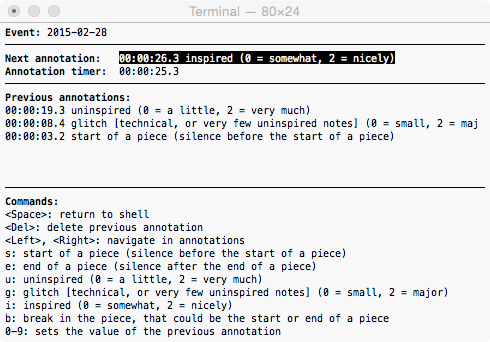 Terminal — 80×24
Event: 2015-02-28
Next annotation: 00:00:26.3 inspired (0 = somewhat, 2 = nicely)
Annotation timer: 00:00:25.3
Previous annotations:
00:00:19.3 uninspired (0 = a little, 2 = very much)
00:00:08.4 glitch [technical, or very few uninspired notes] (0 = small, 2 = maj
00:00:03.2 start of a piece (silence before the start of a piece)
Commands:
<Space>: return to shell
<Del>: delete previous annotation
<Left>, <Right>: navigate in annotations
s: start of a piece (silence before the start of a piece)
e: end of a piece (silence after the end of a piece)
u: uninspired (0 = a little, 2 = very much)
g: glitch [technical, or very few uninspired notes] (0 = small, 2 = major)
i: inspired (0 = somewhat, 2 = nicely)
b: break in the piece, that could be the start or end of a piece
0-9: sets the value of the previous annotation